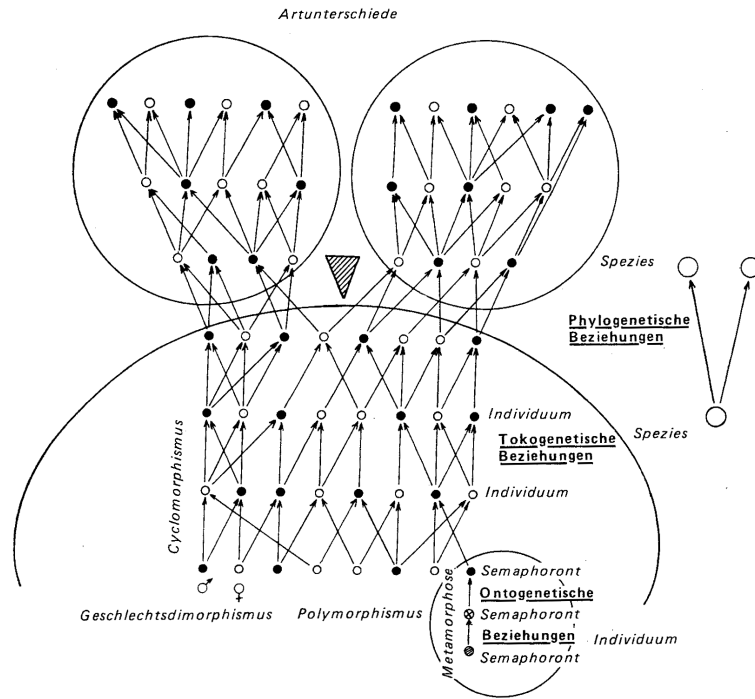 Artunterschiede
Spezies
Phylogenetische
Beziehungen
Spezies
Individuum
Tokogenetische
Beziehungen
Individuum
Cyclomorphismus
♂ ♀
Geschlechtsdimorphismus Polymorphismus
Metamorphose
Semaphoront
Ontogenetische
Semaphoront
Beziehungen Individuum
Semaphoront